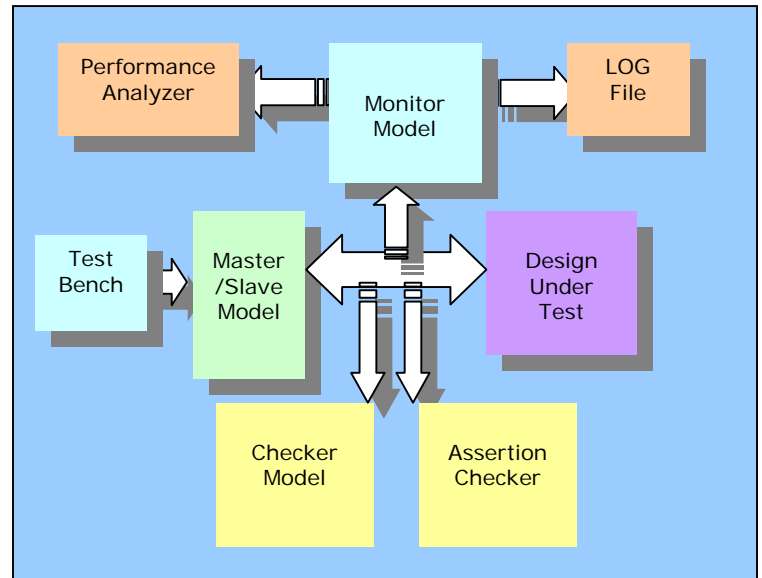 Performance
Analyzer
Monitor
Model
LOG
File
Test
Bench
Master
/Slave
Model
Design
Under
Test
Checker
Model
Assertion
Checker